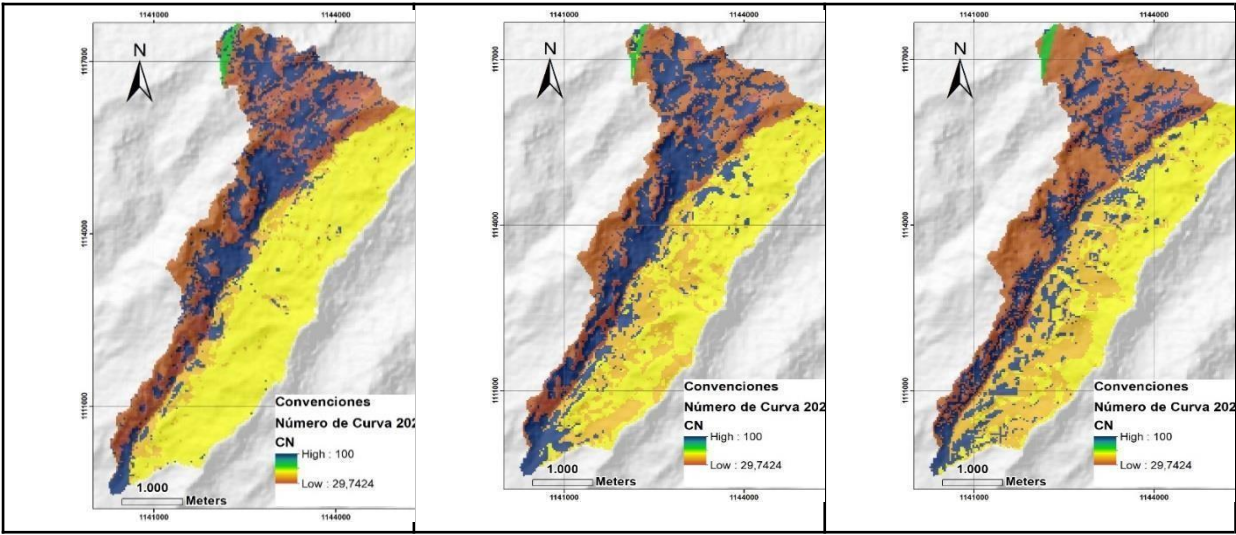 1141000 1144000
N
1117000
1114000
1111000
Convenciones
Número de Curva 202
CN
High : 100
Low : 29,7424
1.000
Meters
1141000 1144000
1141000 1144000
N
1117000
1114000
1111000
Convenciones
Número de Curva 202
CN
High : 100
Low : 29,7424
1.000
Meters
1141000 1144000
1141000 1144000
N
1117000
1114000
1111000
Convenciones
Número de Curva 202
CN
High : 100
Low : 29,7424
1.000
Meters
1141000 1144000